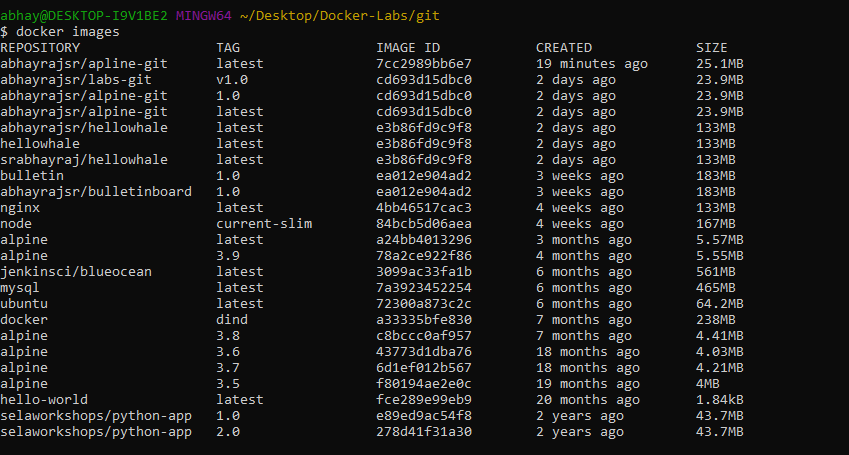 abhay@DESKTOP-I9V1BE2 MINGW64 ~/Desktop/Docker-Labs/git
$ docker images
REPOSITORY TAG IMAGE ID CREATED SIZE
abhayrajsr/apline-git latest 7cc2989bb6e7 19 minutes ago 25.1MB
abhayrajsr/labs-git v1.0 cd693d15dbc0 2 days ago 23.9MB
abhayrajsr/alpine-git 1.0 cd693d15dbc0 2 days ago 23.9MB
abhayrajsr/alpine-git latest cd693d15dbc0 2 days ago 23.9MB
abhayrajsr/hellowhale latest e3b86fd9c9f8 2 days ago 133MB
hellowhale latest e3b86fd9c9f8 2 days ago 133MB
srabhayraj/hellowhale latest e3b86fd9c9f8 2 days ago 133MB
bulletin 1.0 ea012e904ad2 3 weeks ago 183MB
abhayrajsr/bulletinboard 1.0 ea012e904ad2 3 weeks ago 183MB
nginx latest 4bb46517cac3 4 weeks ago 133MB
node current-slim 84bcb5d06aea 4 weeks ago 167MB
alpine latest a24bb4013296 3 months ago 5.57MB
alpine 3.9 78a2ce922f86 4 months ago 5.55MB
jenkinsci/blueocean latest 3099ac33fa1b 6 months ago 561MB
mysql latest 7a3923452254 6 months ago 465MB
ubuntu latest 72300a873c2c 6 months ago 64.2MB
docker dind a33335bfe830 7 months ago 238MB
alpine 3.8 c8bccc0af957 7 months ago 4.41MB
alpine 3.6 43773d1dba76 18 months ago 4.03MB
alpine 3.7 6d1ef012b567 18 months ago 4.21MB
alpine 3.5 f80194ae2e0c 19 months ago 4MB
hello-world latest fce289e99eb9 20 months ago 1.84kB
selaworkshops/python-app 1.0 e89ed9ac54f8 2 years ago 43.7MB
selaworkshops/python-app 2.0 278d41f31a30 2 years ago 43.7MB